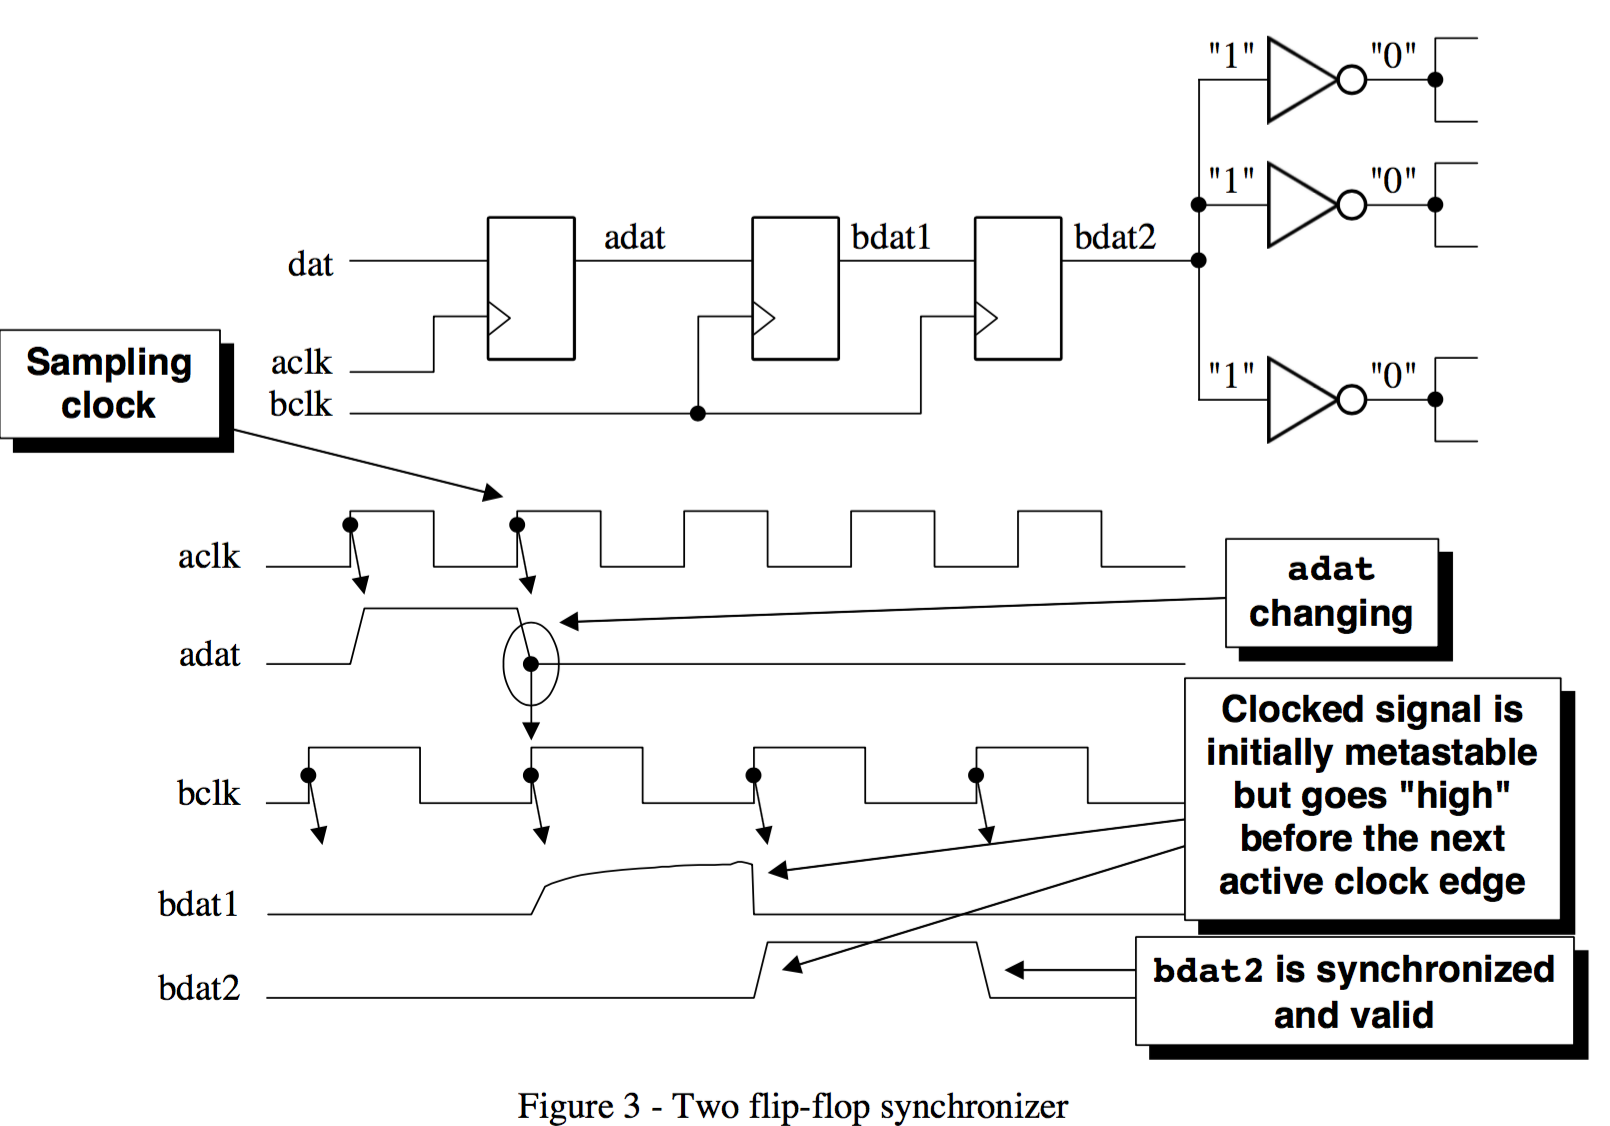 "1" "0"
"1" "0"
adat bdat1 bdat2
dat
Sampling
clock
aclk
bclk
"1" "0"
aclk
adat
changing
adat
Clocked signal is
initially metastable
but goes "high"
before the next
active clock edge
bclk
bdat1
bdat2 is synchronized
and valid
bdat2
Figure 3 - Two flip-flop synchronizer